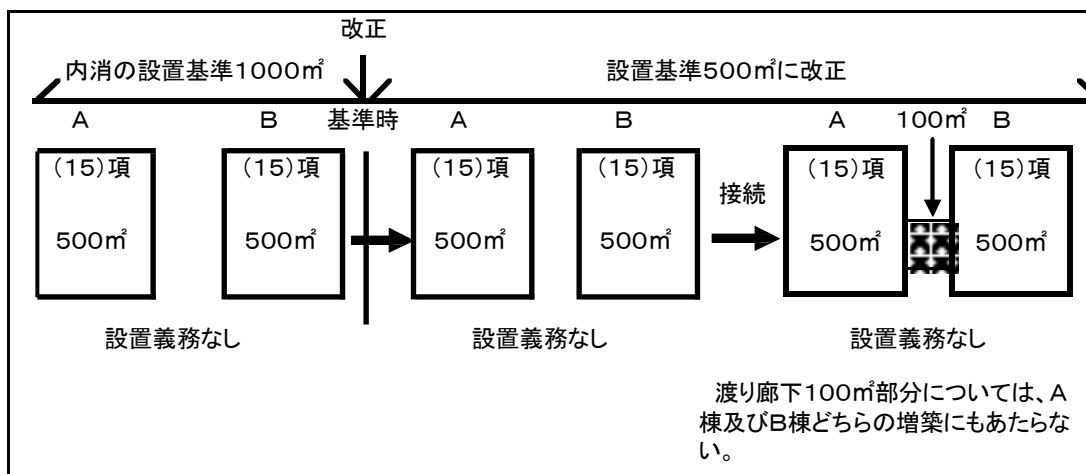 改正
内消の設置基準1000㎡
設置基準500㎡に改正
A B 基準時 A B A 100㎡ B
(15)項 (15)項 (15)項 (15)項 (15)項 (15)項
接続
500㎡ 500㎡ 500㎡ 500㎡ 500㎡ 500㎡
設置義務なし 設置義務なし 設置義務なし
渡り廊下100㎡部分については、A
棟及びB棟どちらの増築にもあたらな
い。